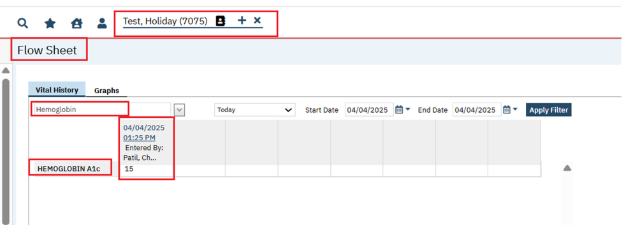 Test, Holiday (7075)
Flow Sheet
Vital History Graphs
Hemoglobin Today Start Date 04/04/2025 End Date 04/04/2025 Apply Filter
04/04/2025
01:25 PM
Entered By:
Patil, Ch...
HEMOGLOBIN A1c 15